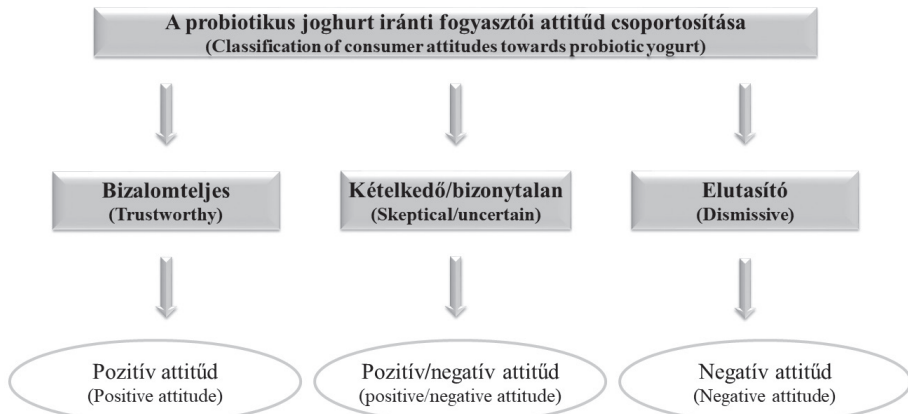 A probiotikus joghurt iránti fogyasztói attitűd csoportosítása
(Classification of consumer attitudes towards probiotic yogurt)
Bizalomteljes
(Trustworthy)
Kételkedő/bizonytalan
(Skeptical/uncertain)
Elutasító
(Dismissive)
Pozitív attitűd
(Positive attitude)
Pozitív/negatív attitűd
(positive/negative attitude)
Negatív attitűd
(Negative attitude)